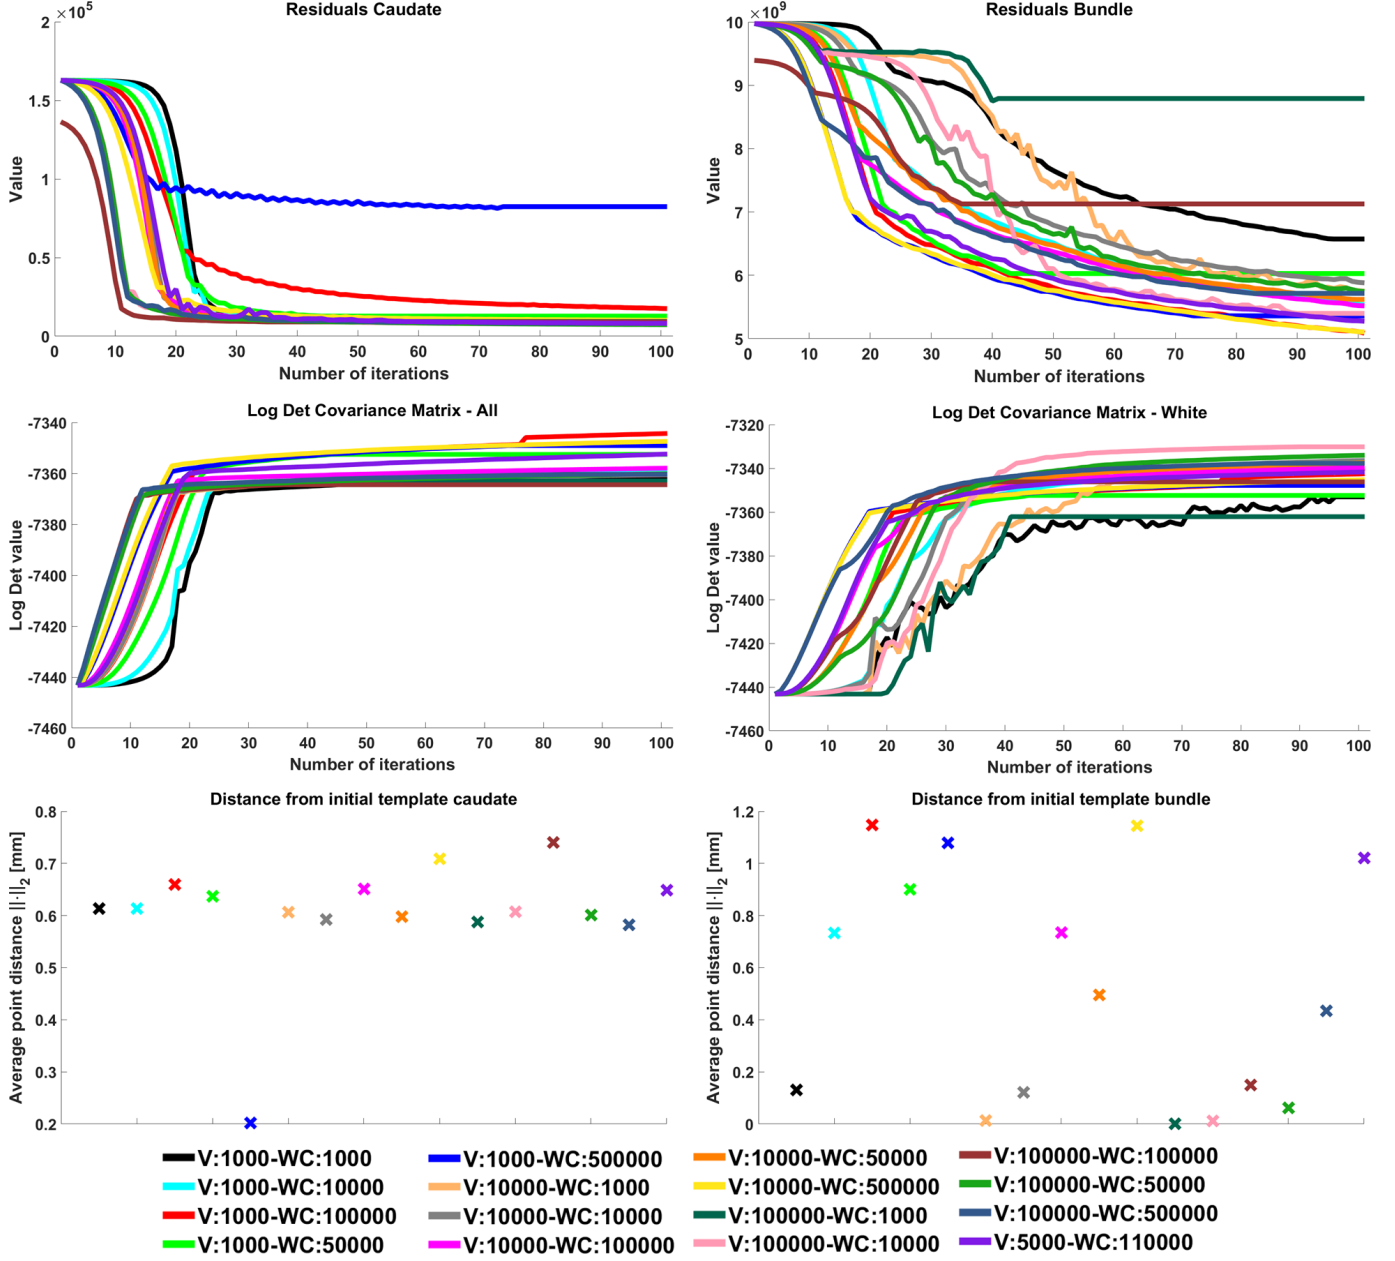 Residuals Caudate
×10⁵
2
1.5
1
0.5
0
Value
0 10 20 30 40 50 60 70 80 90 100
Number of iterations
Residuals Bundle
×10⁹
10
9
8
7
6
5
Value
0 10 20 30 40 50 60 70 80 90 100
Number of iterations
Log Det Covariance Matrix - All
-7340
-7360
-7380
-7400
-7420
-7440
-7460
Log Det value
0 10 20 30 40 50 60 70 80 90 100
Number of iterations
Log Det Covariance Matrix - White
-7320
-7340
-7360
-7380
-7400
-7420
-7440
-7460
Log Det value
0 10 20 30 40 50 60 70 80 90 100
Number of iterations
Distance from initial template caudate
0.8
0.7
0.6
0.5
0.4
0.3
0.2
Average point distance ||·||₂ [mm]
Distance from initial template bundle
1.2
1
0.8
0.6
0.4
0.2
0
Average point distance ||·||₂ [mm]
V:1000-WC:1000
V:1000-WC:10000
V:1000-WC:100000
V:1000-WC:50000
V:1000-WC:500000
V:10000-WC:1000
V:10000-WC:10000
V:10000-WC:100000
V:10000-WC:50000
V:10000-WC:500000
V:100000-WC:1000
V:100000-WC:10000
V:100000-WC:100000
V:100000-WC:50000
V:100000-WC:500000
V:5000-WC:110000